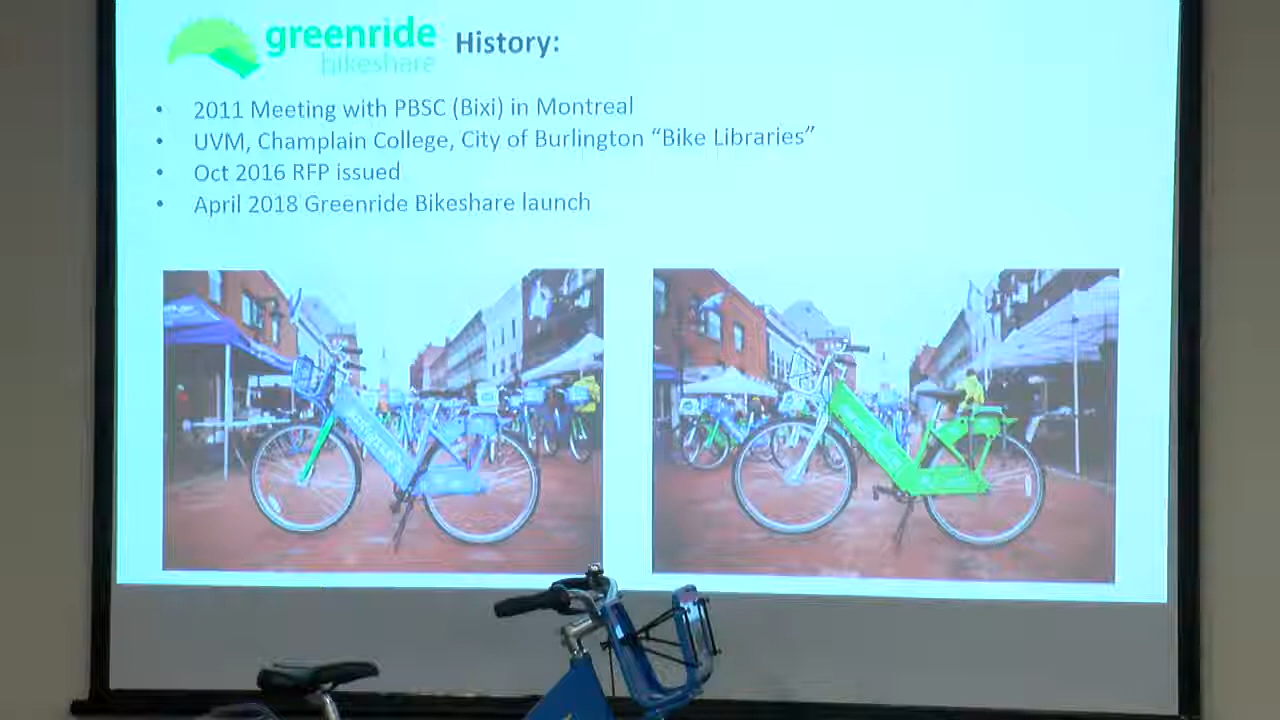 greenride
bikeshare
History:
• 2011 Meeting with PBSC (Bixi) in Montreal
• UVM, Champlain College, City of Burlington “Bike Libraries”
• Oct 2016 RFP issued
• April 2018 Greenride Bikeshare launch